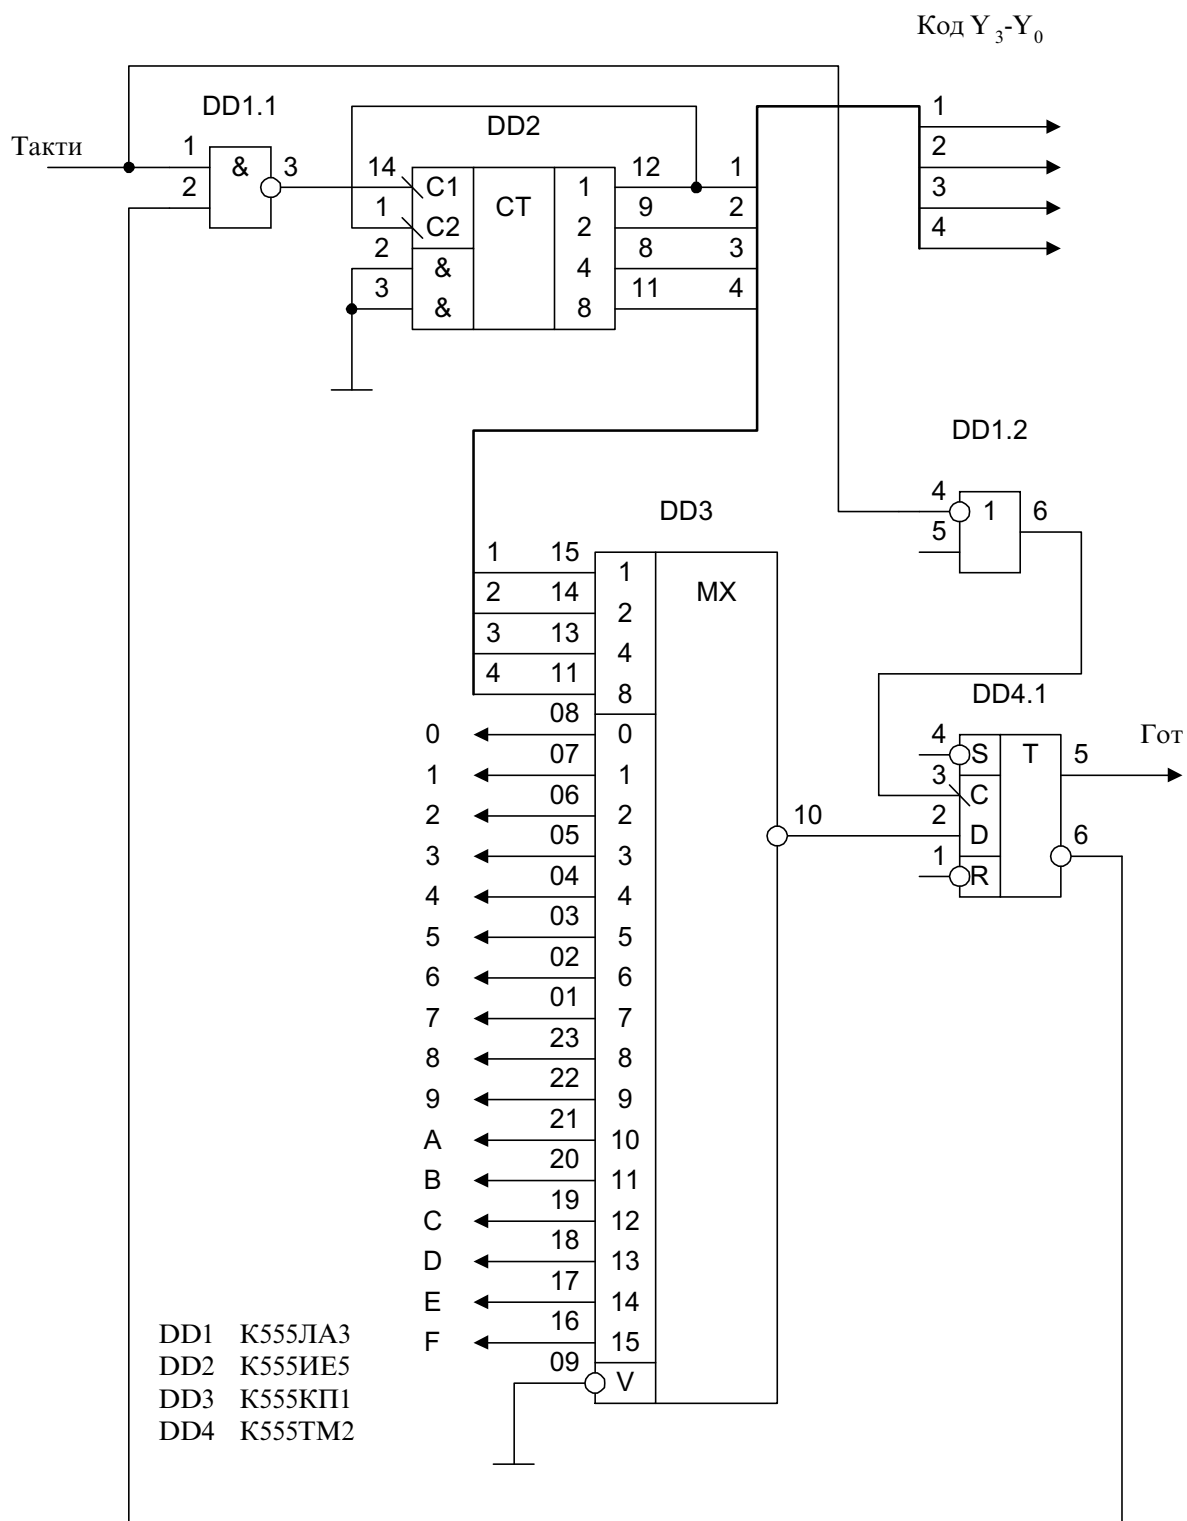 Код Y3-Y0
DD1.1
DD2
Такти
1
2
&
3
14
1
2
3
C1
C2
&
&
CT
1
2
4
8
12
9
8
11
1
2
3
4
1
2
3
4
DD1.2
4
5
1
6
DD3
1 15 1
2 14 2
3 13 4
4 11 8
MX
0 08 0
1 07 1
2 06 2
3 05 3
4 04 4
5 03 5
6 02 6
7 01 7
8 23 8
9 22 9
A 21 10
B 20 11
C 19 12
D 18 13
E 17 14
F 16 15
09 V
10
DD4.1
4 S T 5
Гот
3 C
2 D
6
1 R
DD1 К555ЛА3
DD2 К555ИЕ5
DD3 К555КП1
DD4 К555ТМ2